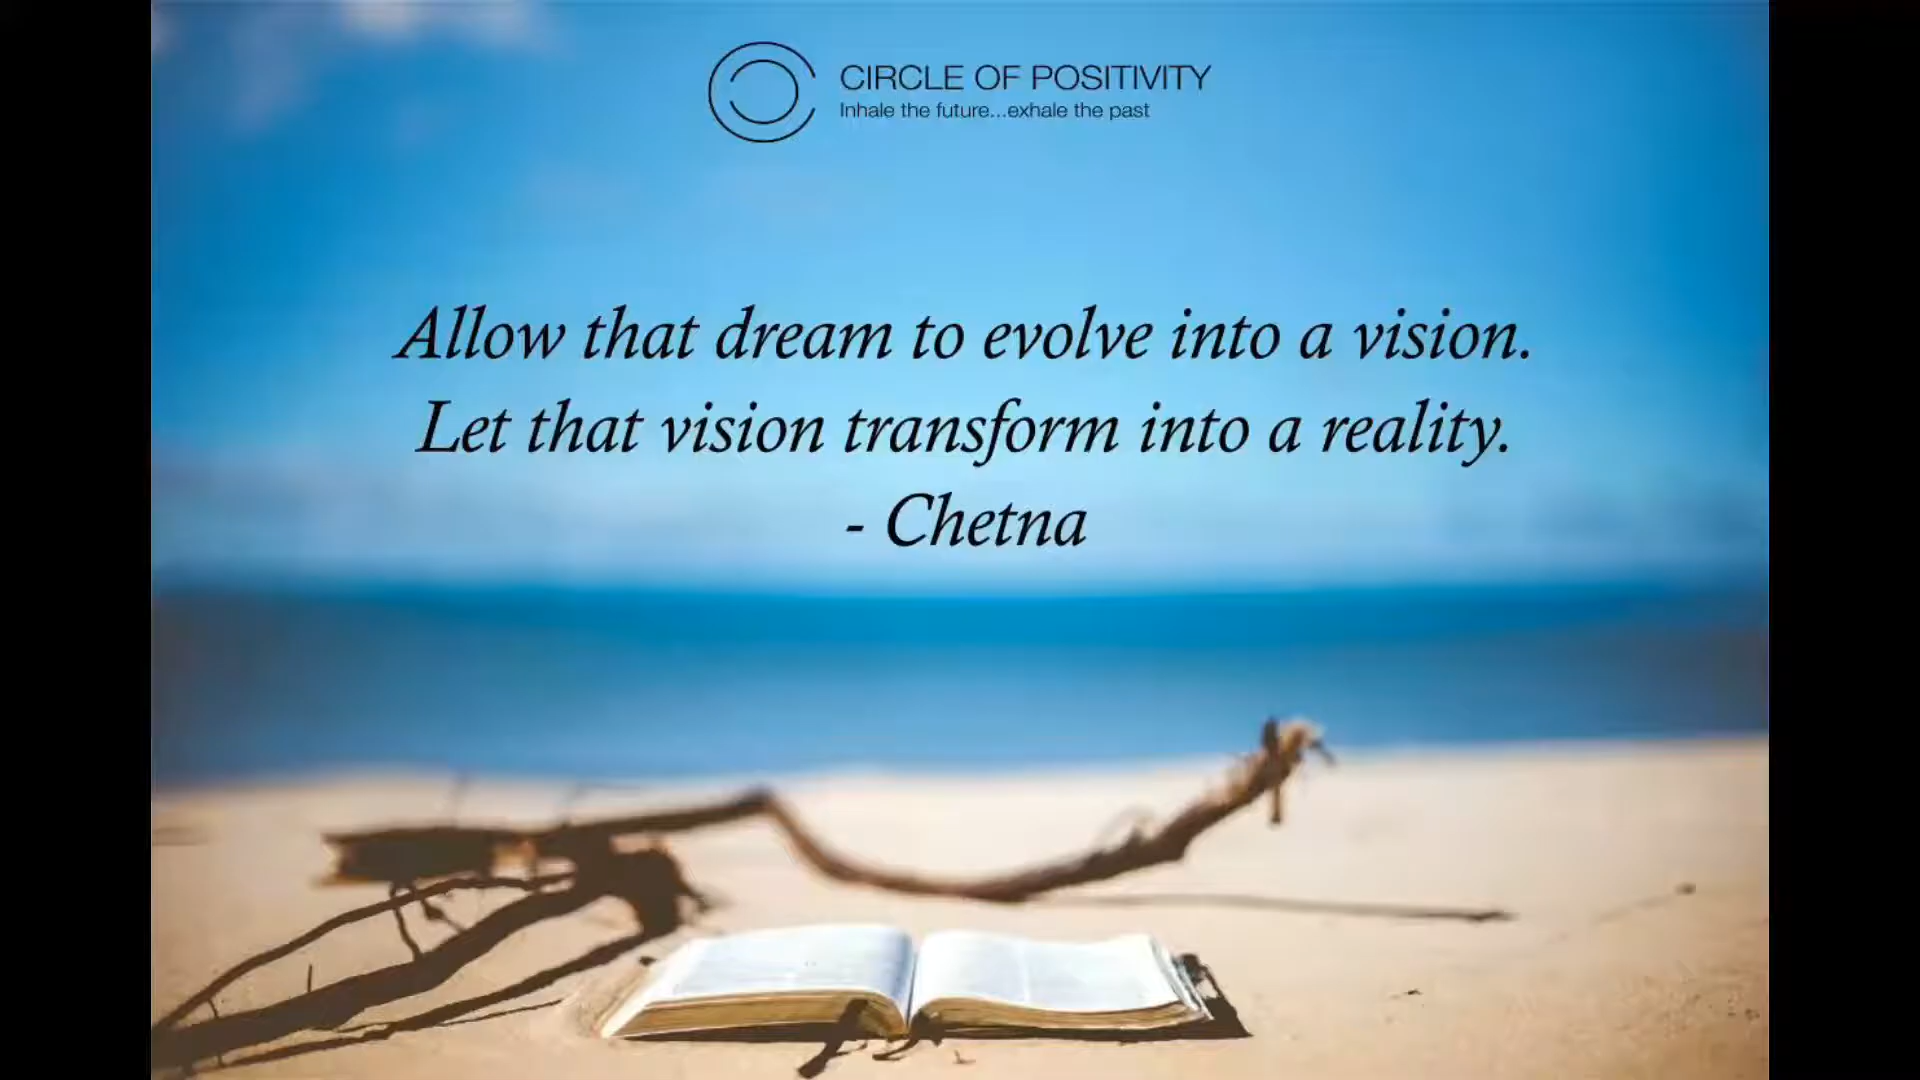 CIRCLE OF POSITIVITY
Inhale the future...exhale the past
Allow that dream to evolve into a vision.
Let that vision transform into a reality.
- Chetna